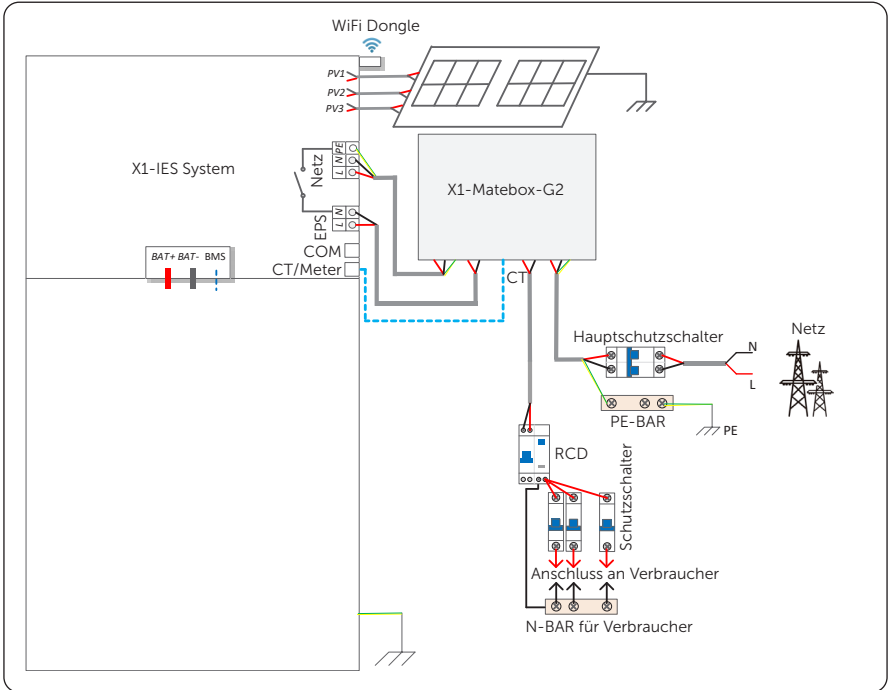 WiFi Dongle
PV1
PV2
PV3
X1-IES System
Netz
PE
N
L
X1-Matebox-G2
EPS
N
L
COM
CT/Meter
BAT+ BAT- BMS
CT
Hauptschutzschalter
Netz
N
L
PE-BAR
PE
RCD
Schutzschalter
Anschluss an Verbraucher
N-BAR für Verbraucher